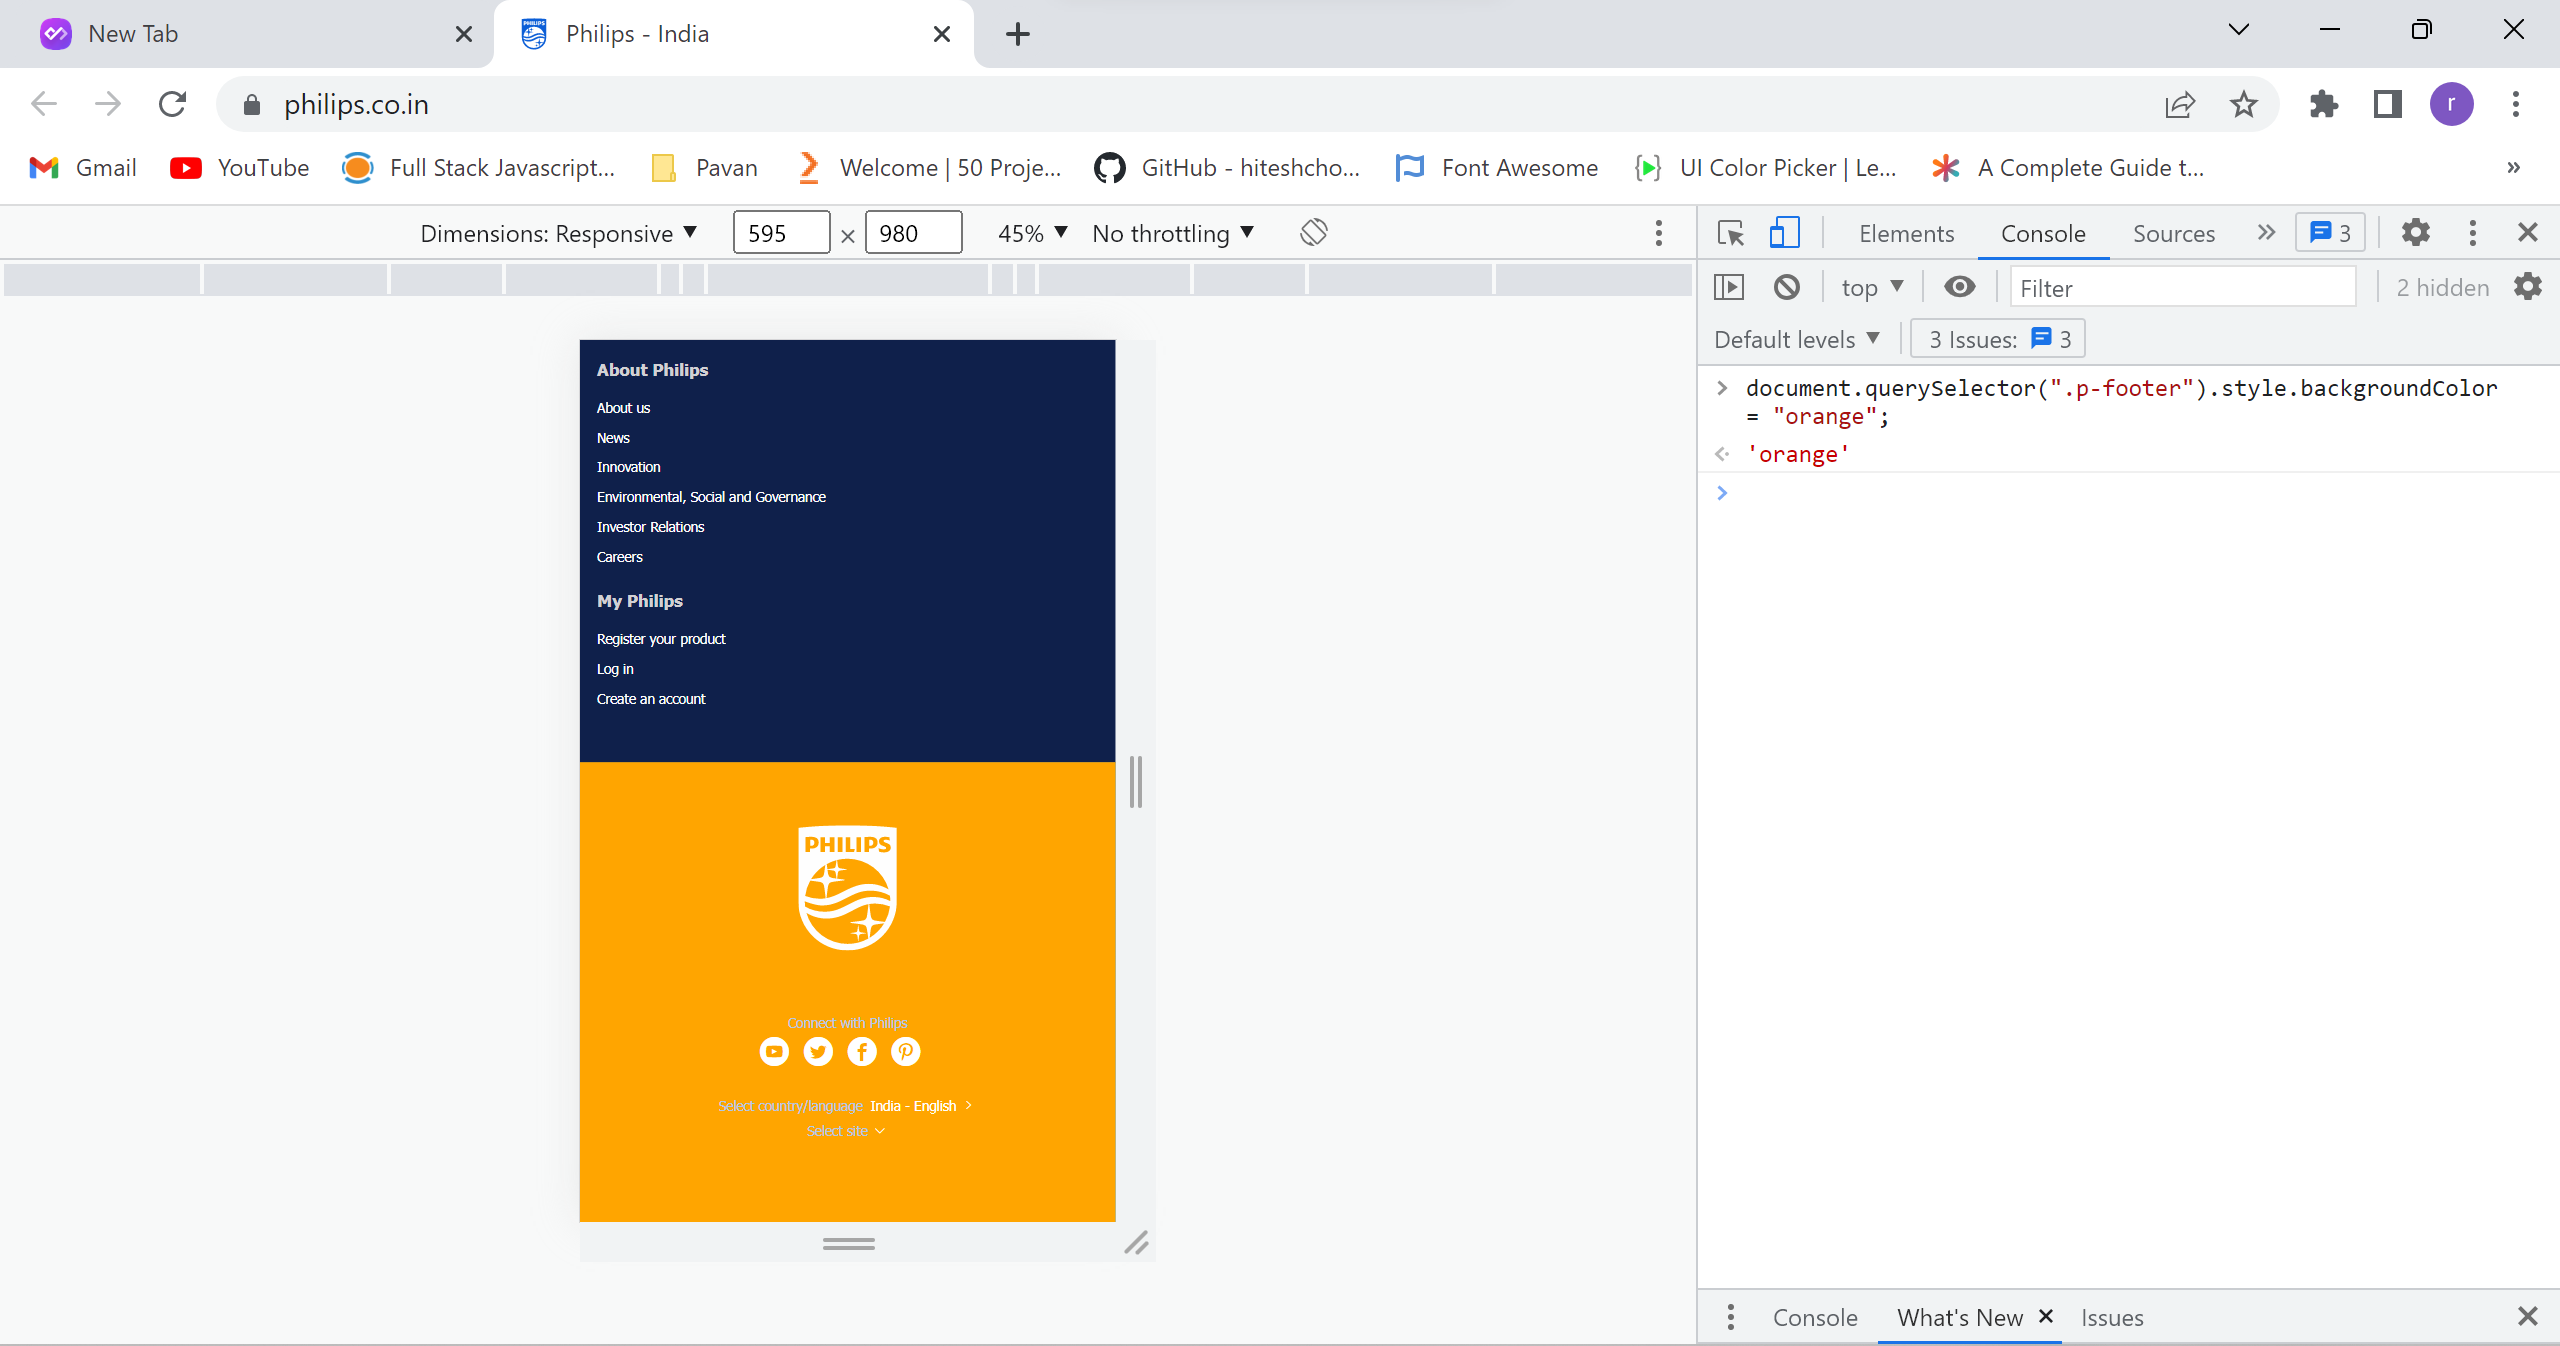 New Tab
Philips - India
philips.co.in
r
Gmail
YouTube
Full Stack Javascript...
Pavan
Welcome | 50 Proje...
GitHub - hiteshcho...
Font Awesome
UI Color Picker | Le...
A Complete Guide t...
»
Dimensions: Responsive
595 × 980
45%
No throttling
Elements
Console
Sources
»
3
top
Filter
2 hidden
Default levels
3 Issues: 3
document.querySelector(".p-footer").style.backgroundColor
= "orange";
'orange'
About Philips
About us
News
Innovation
Environmental, Social and Governance
Investor Relations
Careers
My Philips
Register your product
Log in
Create an account
PHILIPS
Connect with Philips
Select country/language India - English
Select site
Console
What's New
Issues